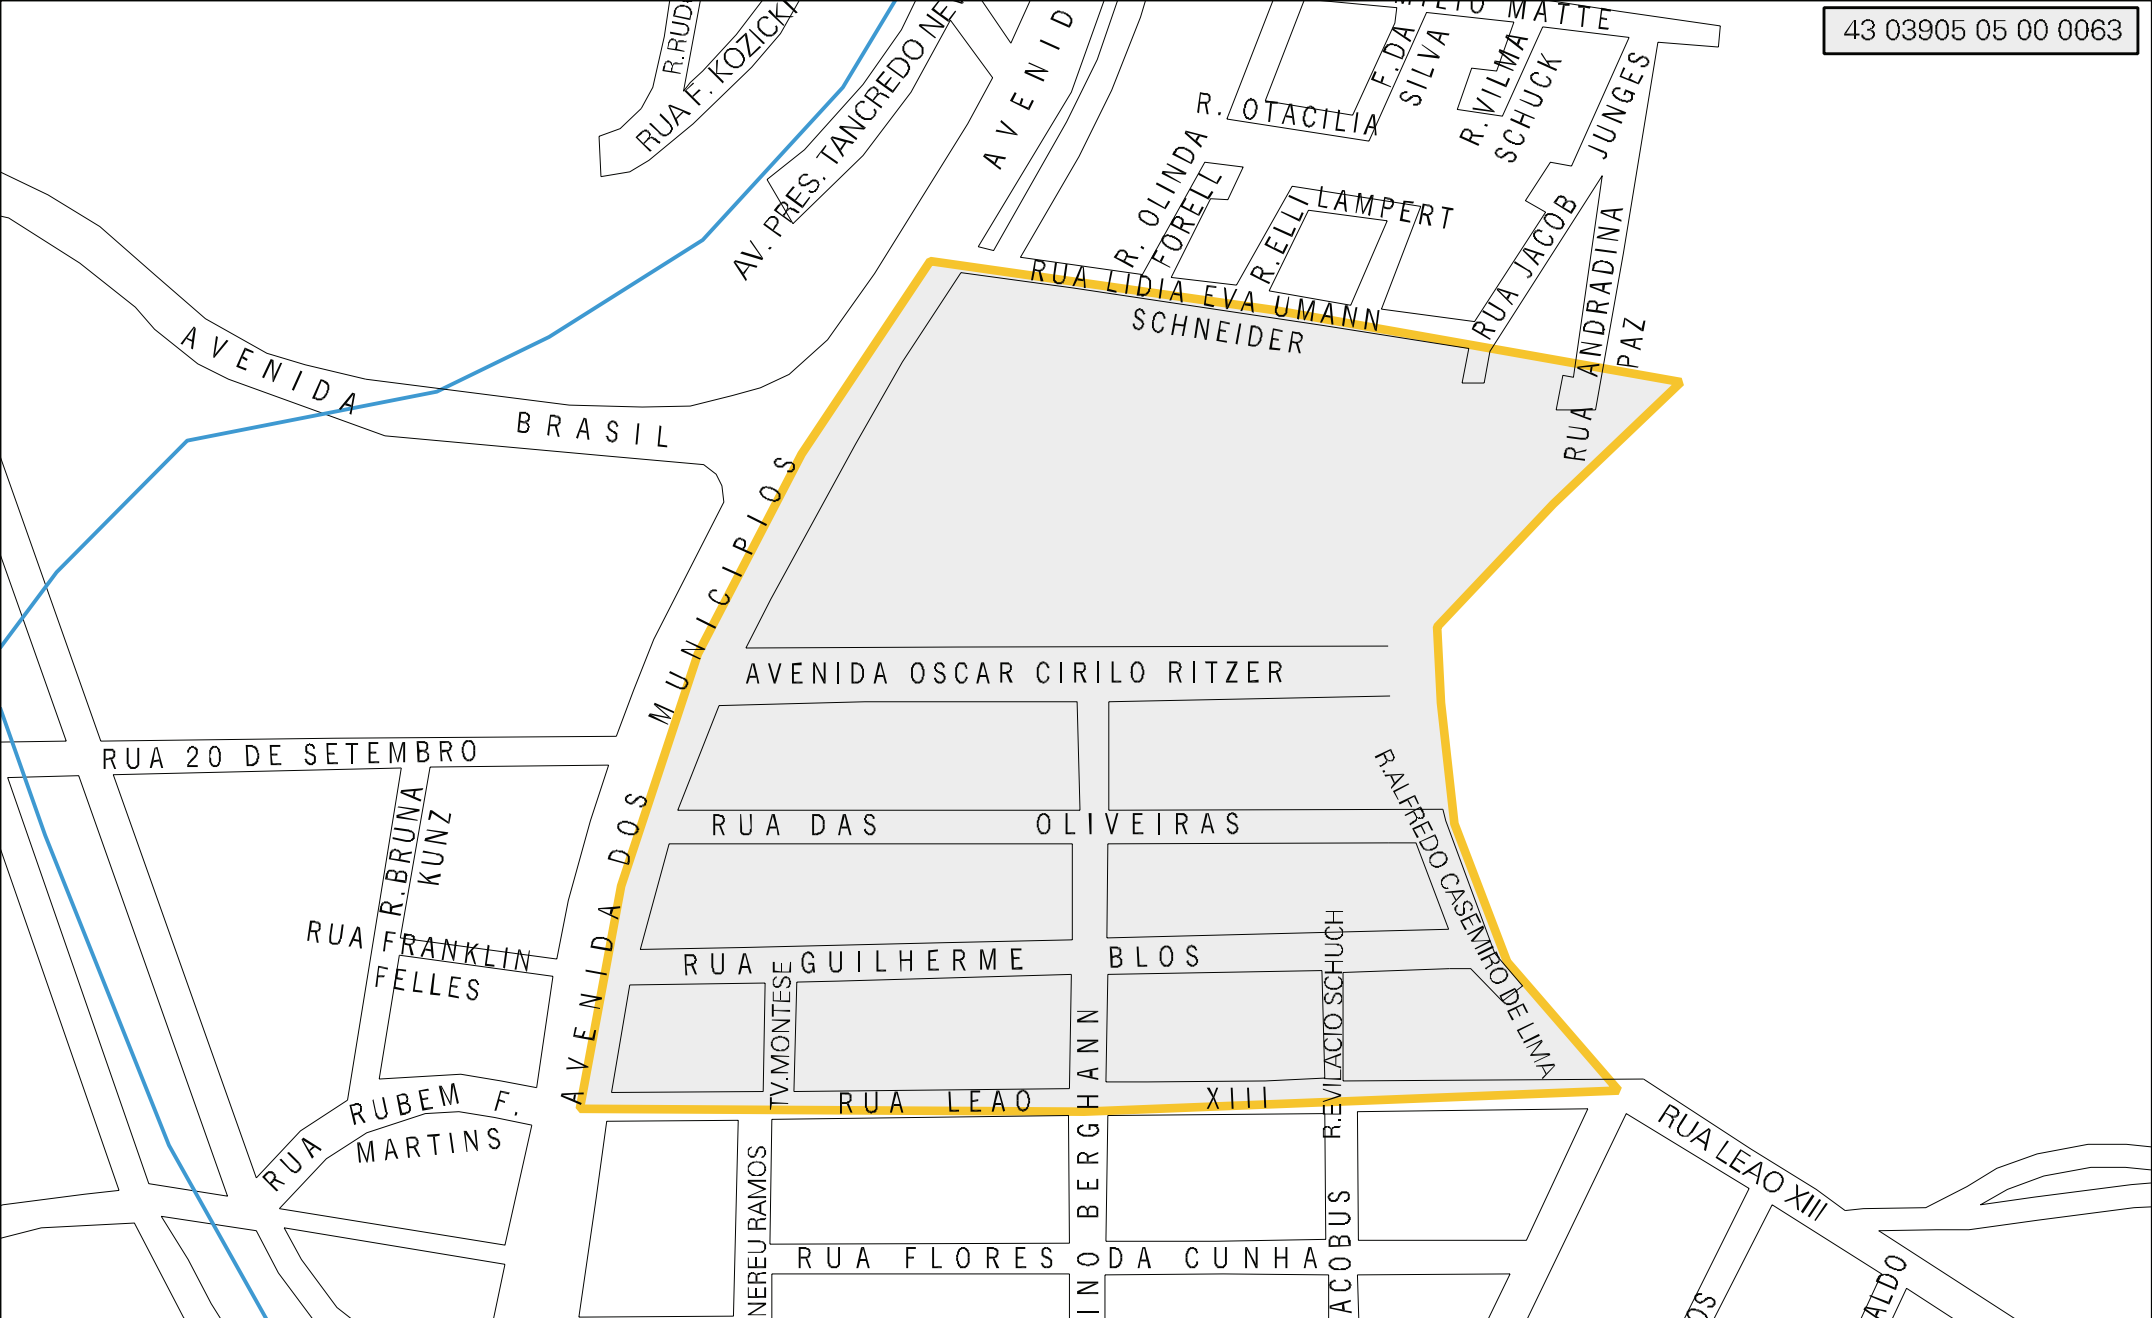 43 03905 05 00 0063
MATTE
R. OTACILIA
F. DA
SILVA
R. VILMA
SCHUCK
JUNGES
RUA JACOB
R. OLINDA
FORELL
R. ELLI
LAMPERT
RUA F. KOZICKI
AV. PRES. TANCREDO
AVENID
RUA LIDIA EVA UMANN
SCHNEIDER
RUA ANDRADINA
PAZ
AVENIDA
BRASIL
AVENIDA DOS MUNICIPIOS
AVENIDA OSCAR CIRILO RITZER
RUA 20 DE SETEMBRO
R. BRUNA
KUNZ
RUA DAS OLIVEIRAS
R. ALFREDO CASEMIRO DE LIMA
RUA FRANKLIN
FELLES
RUA GUILHERME BLOS
TV. MONTESE
R. EVILACIO SCHUCH
RUA RUBEM F.
MARTINS
RUA LEAO XIII
INO BERGHANN
RUA LEAO XIII
NEREU RAMOS
ACOBUS
RUA FLORES DA CUNHA
ALDO
OS